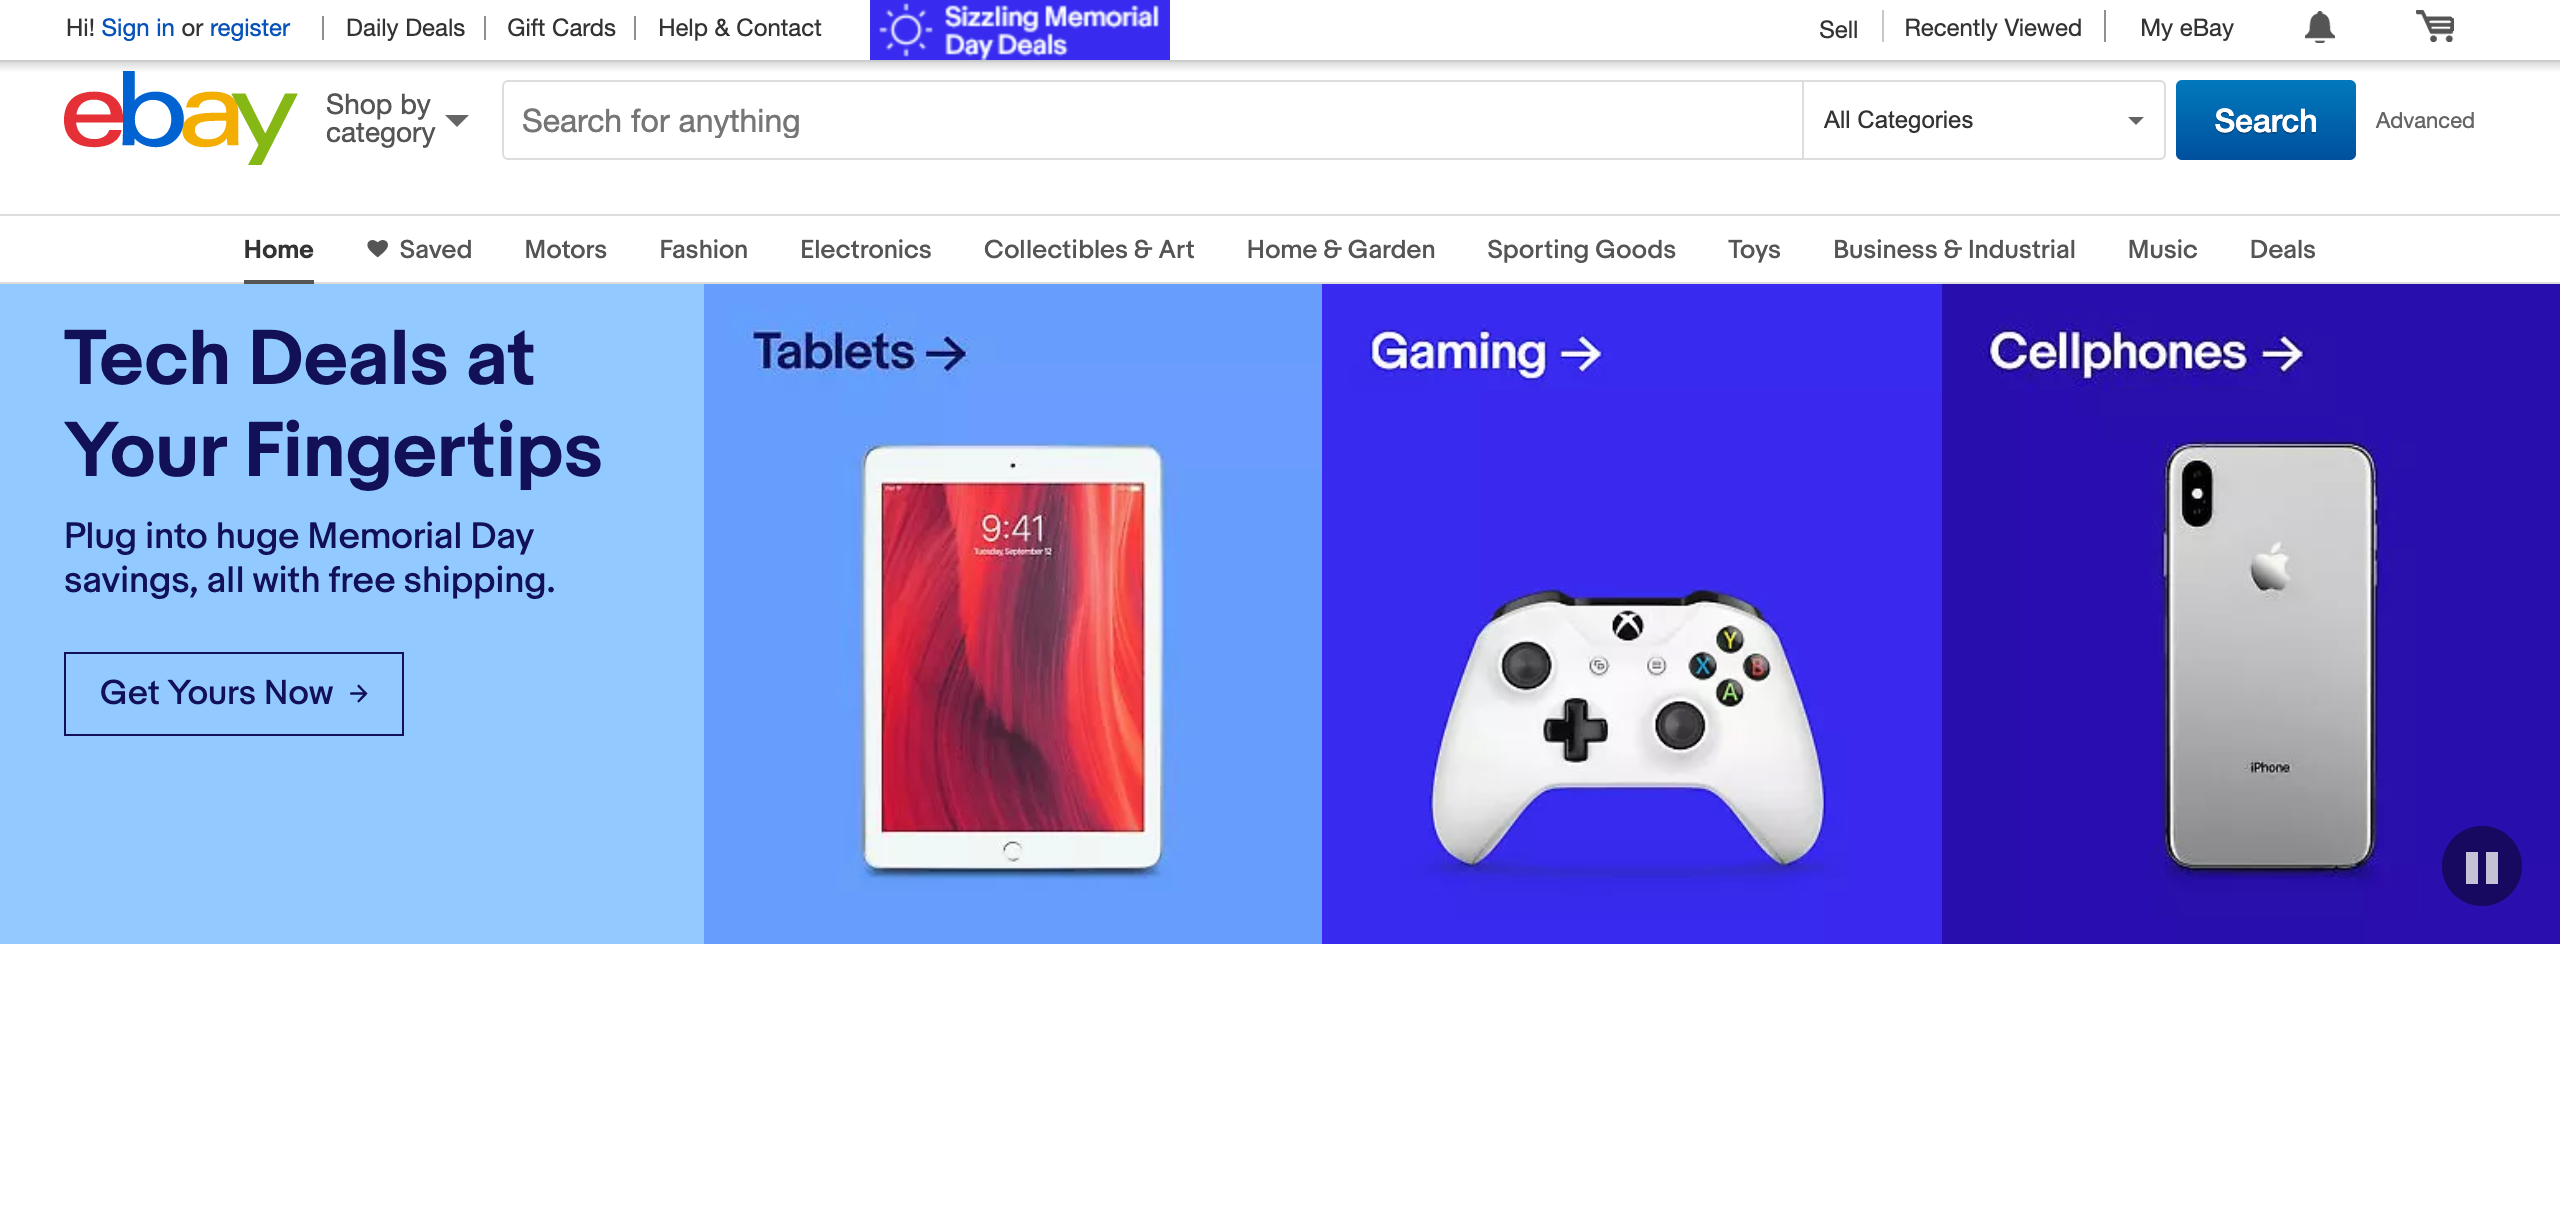 Hi! Sign in or register
Daily Deals
Gift Cards
Help & Contact
Sizzling Memorial
Day Deals
Sell
Recently Viewed
My eBay
ebay
Shop by
category
Search for anything
All Categories
Search
Advanced
Home
Saved
Motors
Fashion
Electronics
Collectibles & Art
Home & Garden
Sporting Goods
Toys
Business & Industrial
Music
Deals
Tech Deals at
Your Fingertips
Plug into huge Memorial Day
savings, all with free shipping.
Get Yours Now →
Tablets →
9:41
Tuesday, September 12
Gaming →
Y
X
B
A
Cellphones →
iPhone